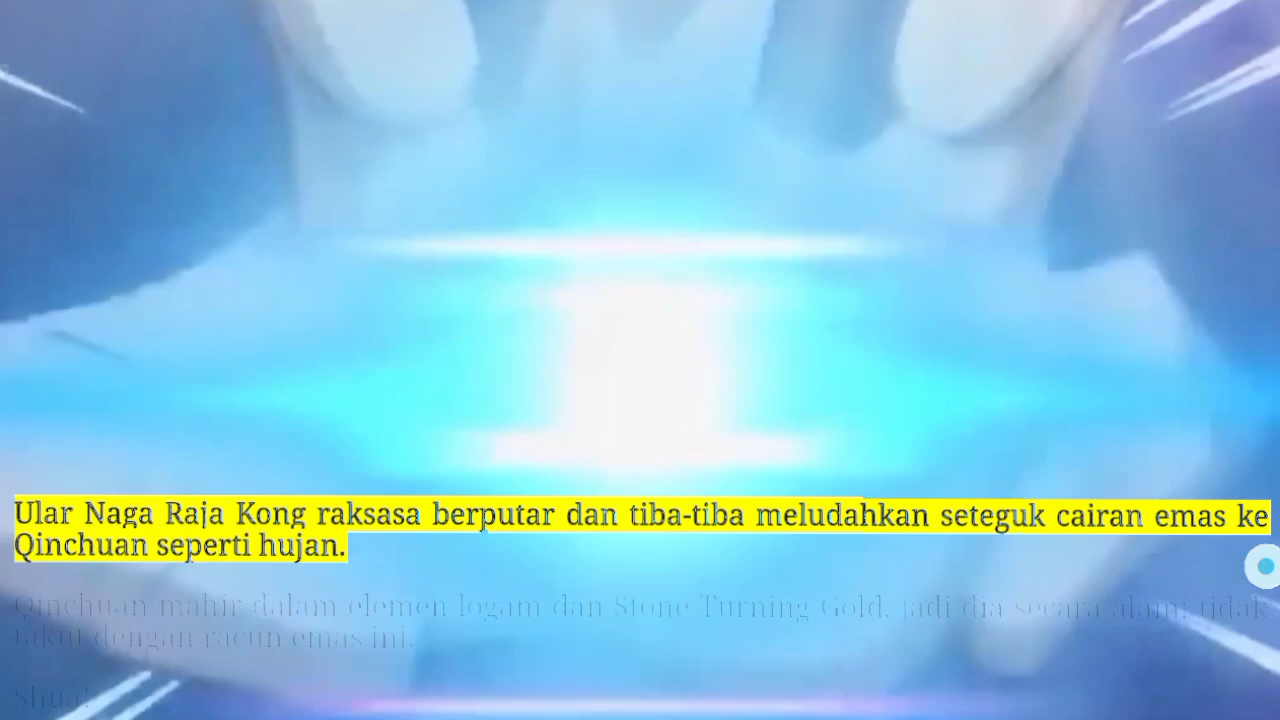 Ular Naga Raja Kong raksasa berputar dan tiba-tiba meludahkan seteguk cairan emas ke
Qinchuan seperti hujan.
Qinchuan mahir dalam elemen logam dan Stone Turning Gold, jadi dia secara alami tidak
takut dengan racun emas ini.
Shua!